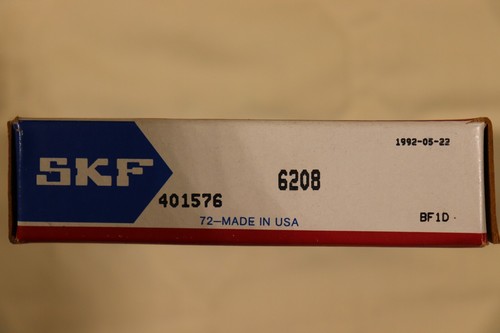 1992-05-22
SKF
6208
401576
72-MADE IN USA
BF1D